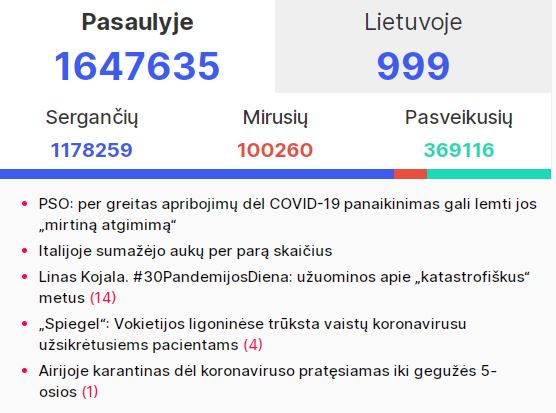 Pasaulyje
Lietuvoje
1647635
999
Sergančių
Mirusių
Pasveikusių
1178259
100260
369116
PSO: per greitas apribojimų dėl COVID-19 panaikinimas gali lemti jos
„mirtiną atgimimą“
Italijoje sumažėjo aukų per parą skaičius
Linas Kojala. #30PandemijosDiena: užuominos apie „katastrofiškus“
metus (14)
„Spiegel“: Vokietijos ligoninėse trūksta vaistų koronavirusu
užsikrėtusiems pacientams (4)
Airijoje karantinas dėl koronaviruso pratęsiamas iki gegužės 5-
osios (1)